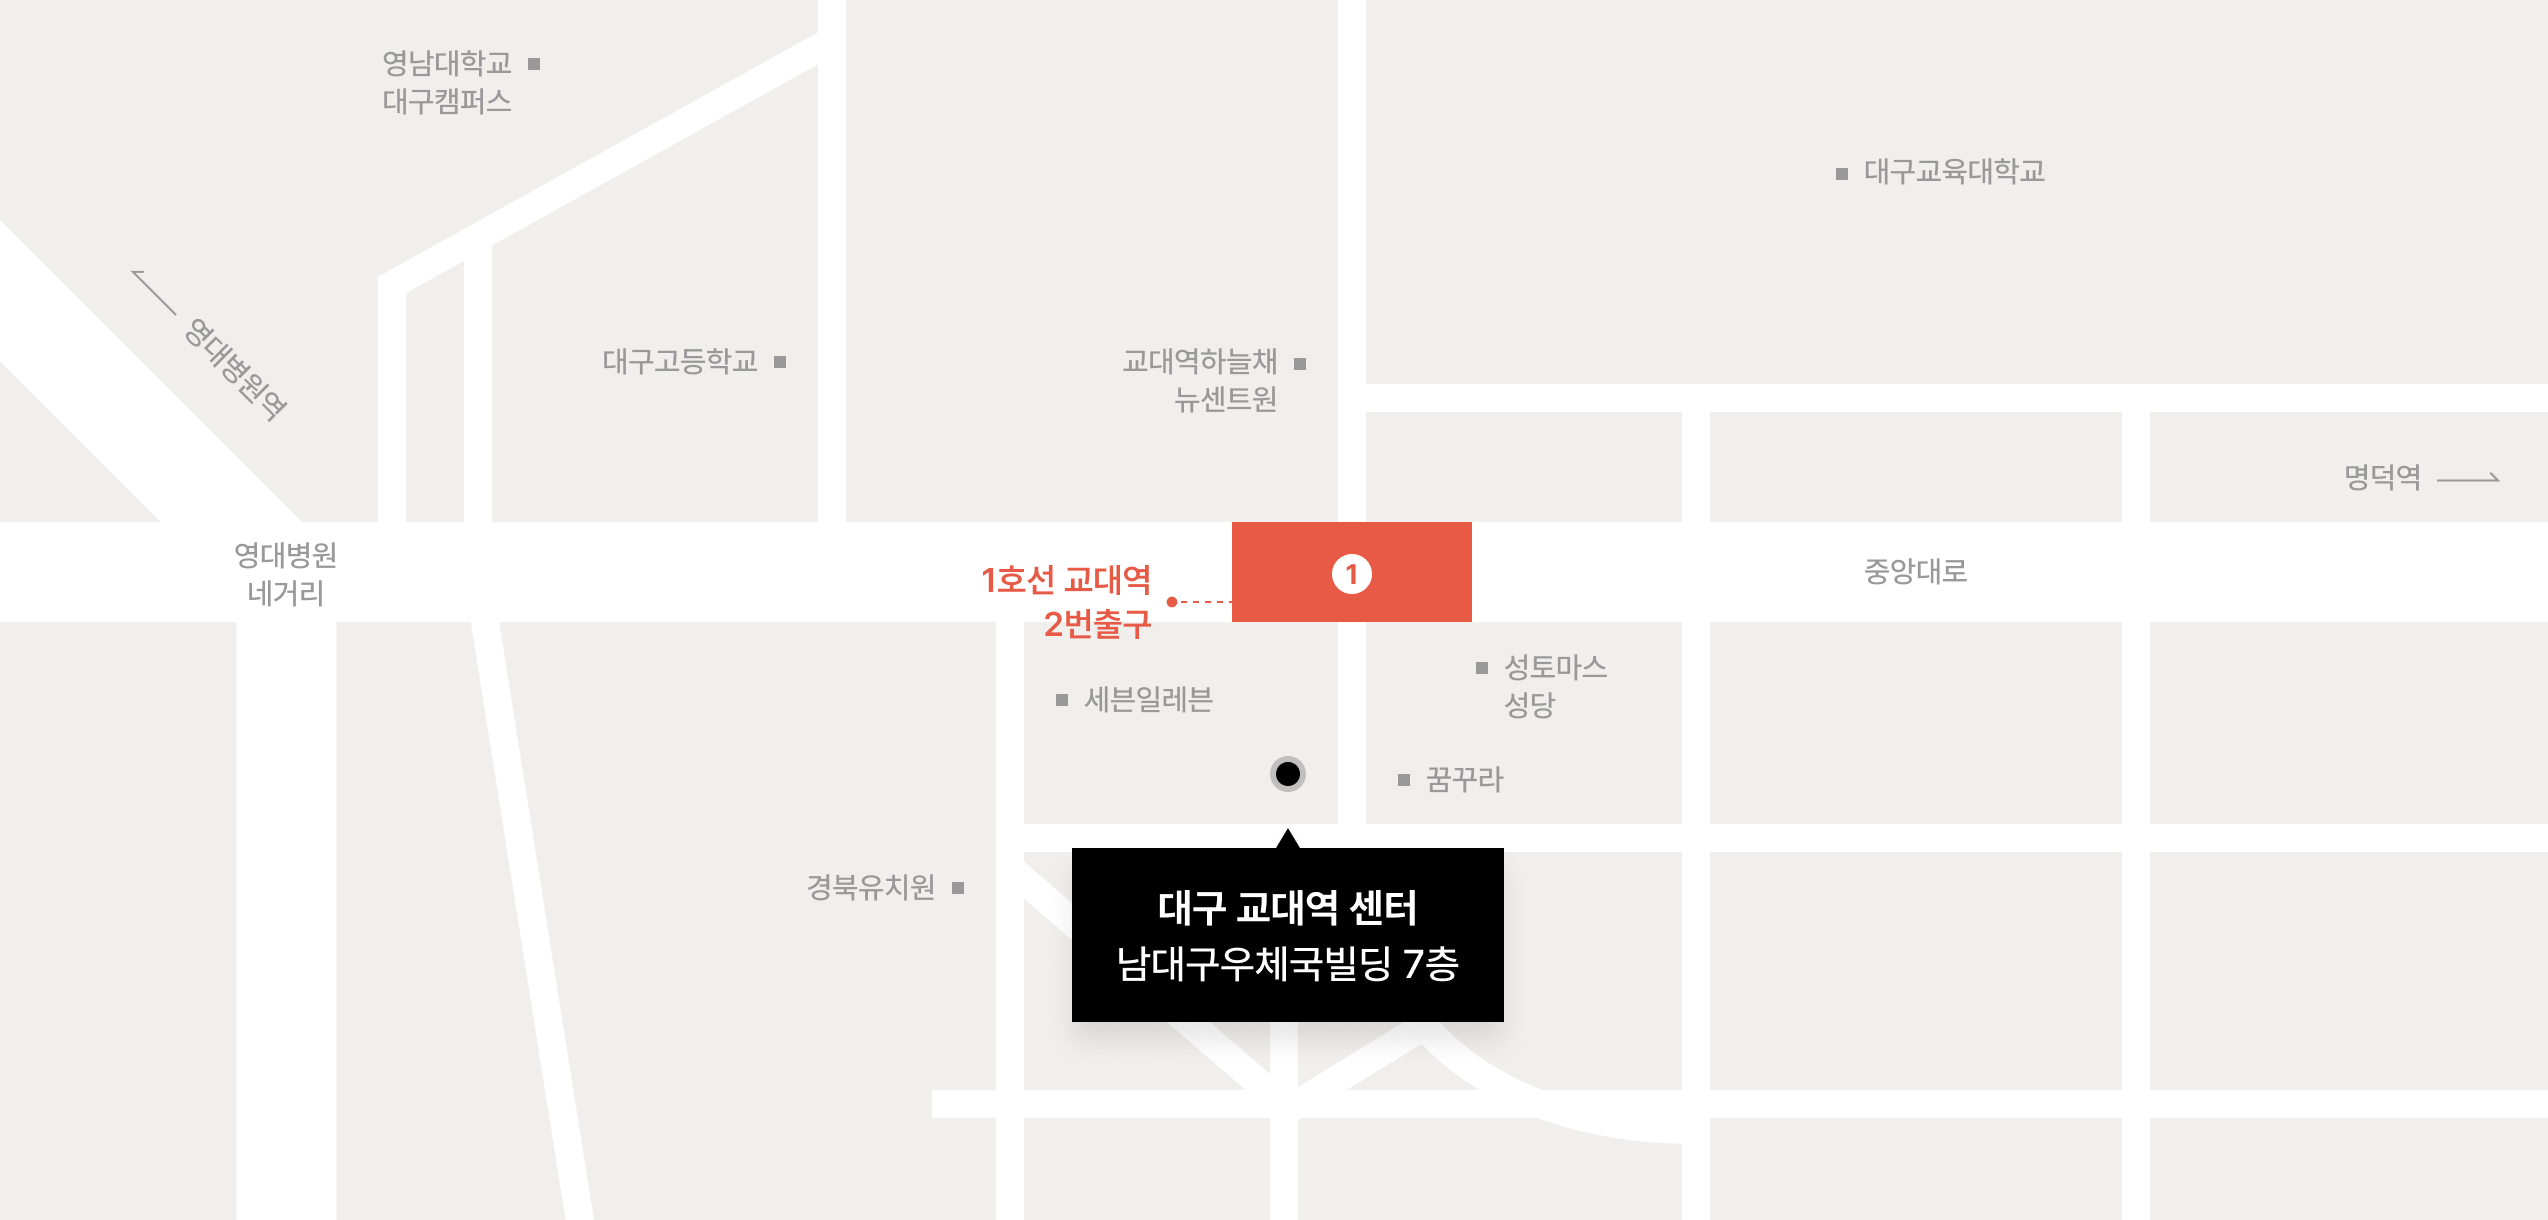 영남대학교
대구캠퍼스
대구교육대학교
영대병원역
대구고등학교
교대역하늘채
뉴센트원
명덕역
영대병원
네거리
1호선 교대역
2번출구
1
중앙대로
세븐일레븐
성토마스
성당
꿈꾸라
경북유치원
대구 교대역 센터
남대구우체국빌딩 7층